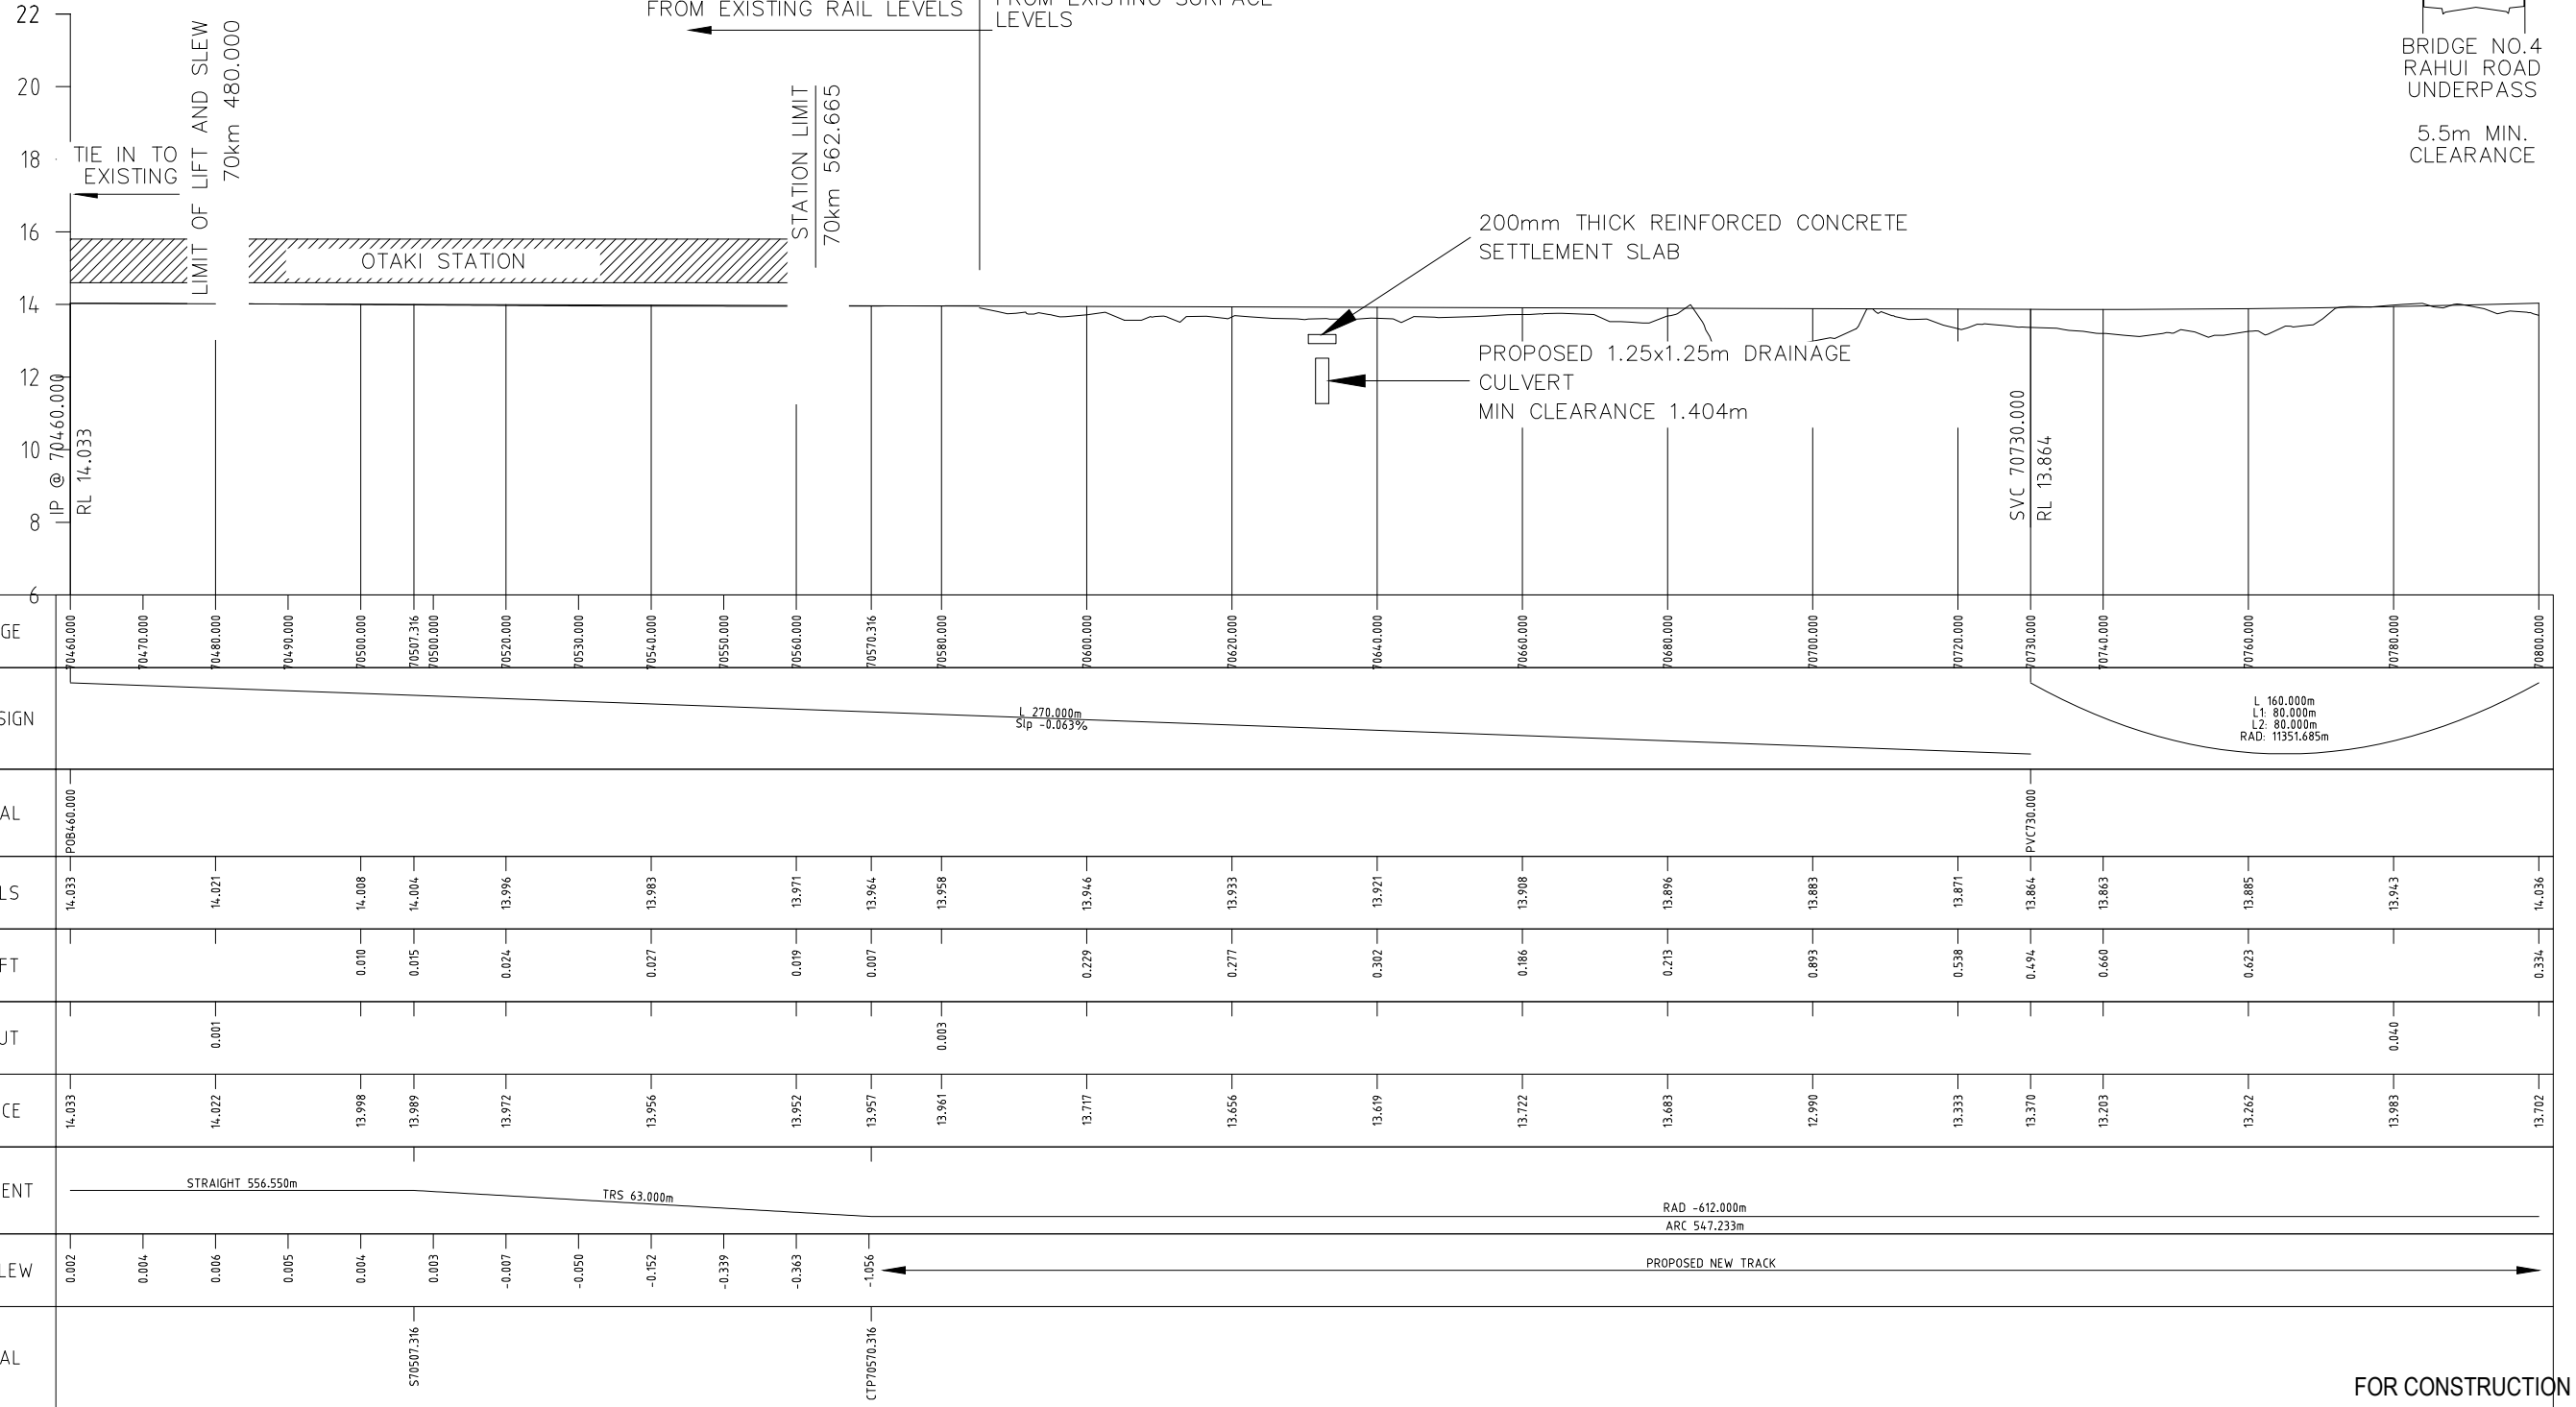 22
20
18
16
14
12
10
8
6
FROM EXISTING RAIL LEVELS
FROM EXISTING SURFACE
LEVELS
BRIDGE NO.4
RAHUI ROAD
UNDERPASS
5.5m MIN.
CLEARANCE
TIE IN TO
EXISTING
LIMIT OF LIFT AND SLEW
70km 480.000
STATION LIMIT
70km 562.665
OTAKI STATION
200mm THICK REINFORCED CONCRETE
SETTLEMENT SLAB
PROPOSED 1.25x1.25m DRAINAGE
CULVERT
MIN CLEARANCE 1.404m
IP @ 70460.000
RL 14.033
SVC 70730.000
RL 13.864
GE
70460.000 70470.000 70480.000 70490.000 70500.000 70507.316 70500.000 70520.000 70530.000 70540.000 70550.000 70560.000 70570.316 70580.000 70600.000 70620.000 70640.000 70660.000 70680.000 70700.000 70720.000 70730.000 70740.000 70760.000 70780.000 70800.000
SIGN
L 270.000m
Slp -0.063%
L 160.000m
L1: 80.000m
L2: 80.000m
RAD: 11351.685m
AL
POB460.000 PVC730.000
LS
14.033 14.021 14.008 14.004 13.996 13.983 13.971 13.964 13.958 13.946 13.933 13.921 13.908 13.896 13.883 13.871 13.864 13.863 13.885 13.943 14.036
FT
0.010 0.015 0.024 0.027 0.019 0.007 0.229 0.277 0.302 0.186 0.213 0.893 0.538 0.494 0.660 0.623 0.334
UT
0.001 0.003 0.040
CE
14.033 14.022 13.998 13.989 13.972 13.956 13.952 13.957 13.961 13.717 13.656 13.619 13.722 13.683 12.990 13.333 13.370 13.203 13.262 13.983 13.702
ENT
STRAIGHT 556.550m
TRS 63.000m
RAD -612.000m
ARC 547.233m
LEW
0.002 0.004 0.006 0.005 0.004 0.003 -0.007 -0.050 -0.152 -0.339 -0.363 -1.056
PROPOSED NEW TRACK
AL
S70507.316 CTP70570.316
FOR CONSTRUCTION